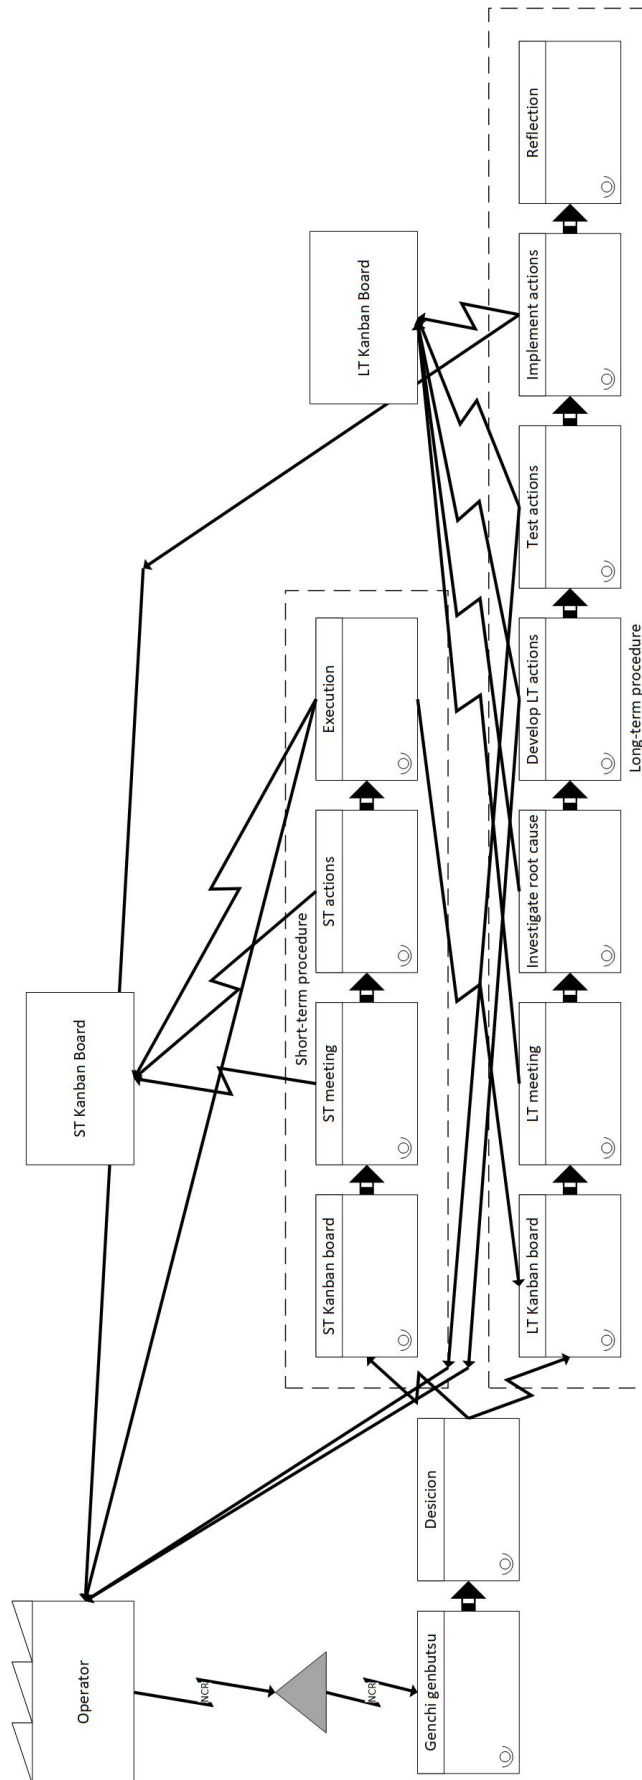 Operator
ST Kanban Board
LT Kanban Board
NCR
NCR
Genchi genbutsu
Desicion
Short-term procedure
ST Kanban board
ST meeting
ST actions
Execution
LT Kanban board
LT meeting
Investigate root cause
Develop LT actions
Test actions
Implement actions
Reflection
Long-term procedure